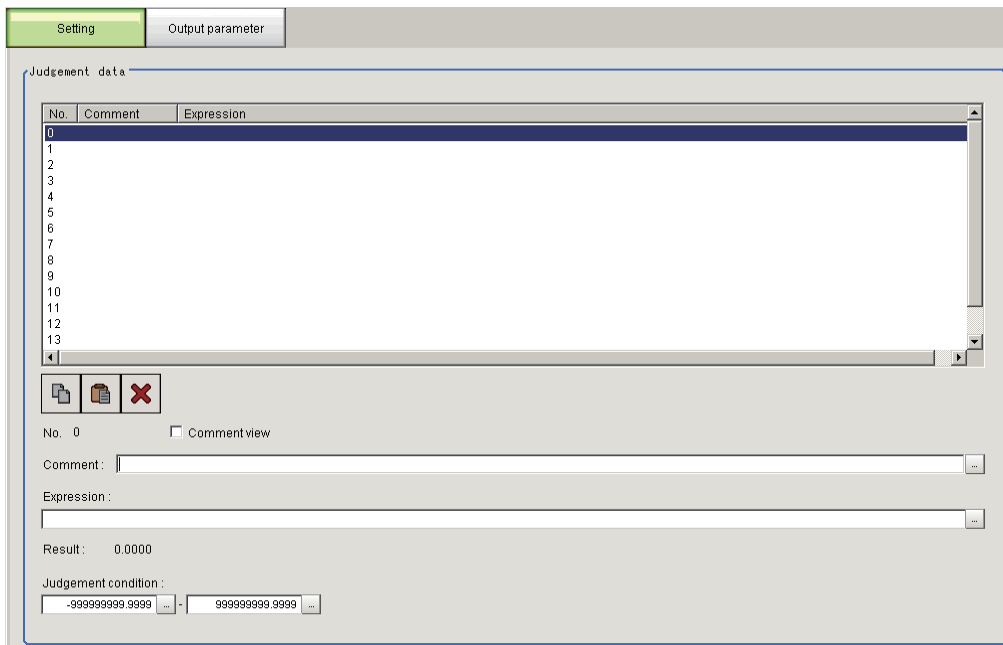 Setting Output parameter
Judgement data
No. Comment Expression
0
1
2
3
4
5
6
7
8
9
10
11
12
13
No. 0 Comment view
Comment : ...
Expression :
...
Result : 0.0000
Judgement condition :
-999999999.9999 ... - 999999999.9999 ...